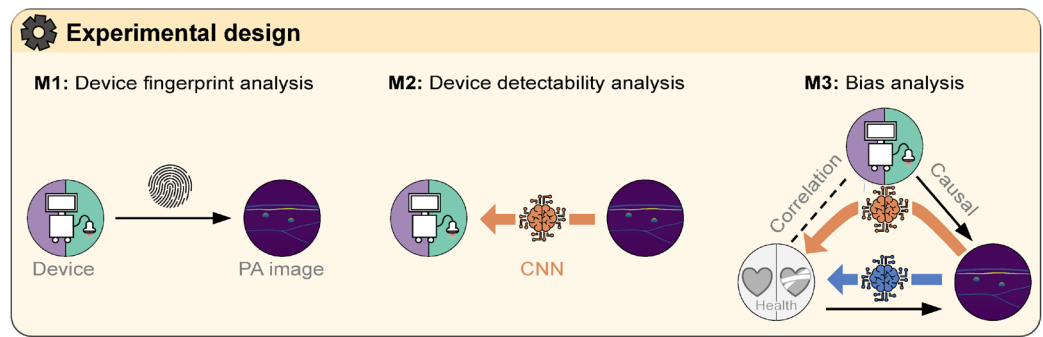 Experimental design
M1: Device fingerprint analysis
M2: Device detectability analysis
M3: Bias analysis
Device
PA image
CNN
Correlation
Causal
Health